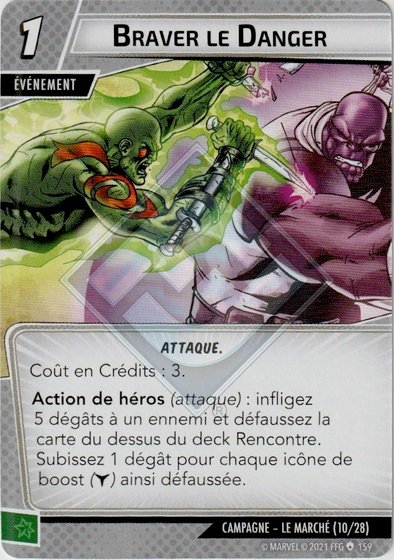 1
BRAVER LE DANGER
ÉVÉNEMENT
ATTAQUE.
Coût en Crédits : 3.
Action de héros (attaque) : infligez
5 dégâts à un ennemi et défaussez la
carte du dessus du deck Rencontre.
Subissez 1 dégât pour chaque icône de
boost ( ) ainsi défaussée.
CAMPAGNE – LE MARCHÉ (10/28)
© MARVEL © 2021 FFG 159